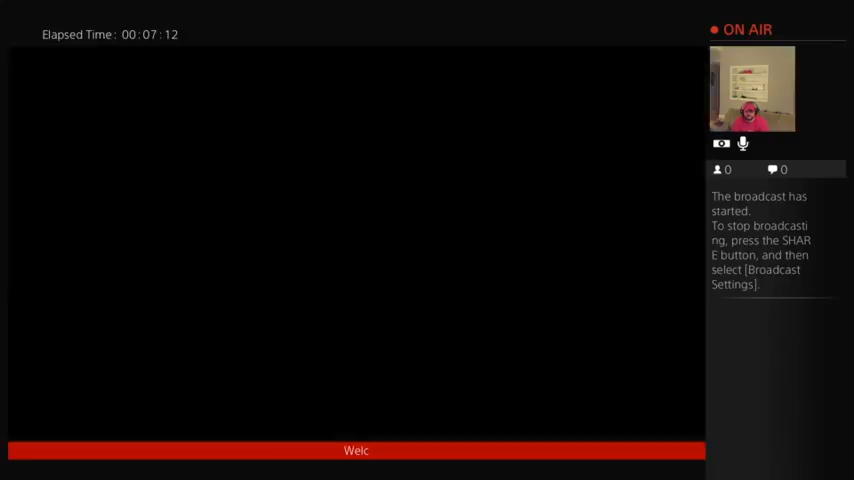 Elapsed Time: 00:07:12
ON AIR
0 0
The broadcast has
started.
To stop broadcasti
ng, press the SHAR
E button, and then
select [Broadcast
Settings].
Welc